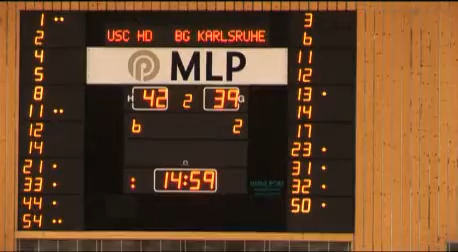 1 •• 3
2 USC HD BG KARLSRUHE 6
4 11
5 MLP 12
8 H 42 2 39 G 13 •
11 •• 14
12 6 2 17
14 23 •
21 • 31 •
33 • : 14:59 32 •
44 • 50 •
54 ••